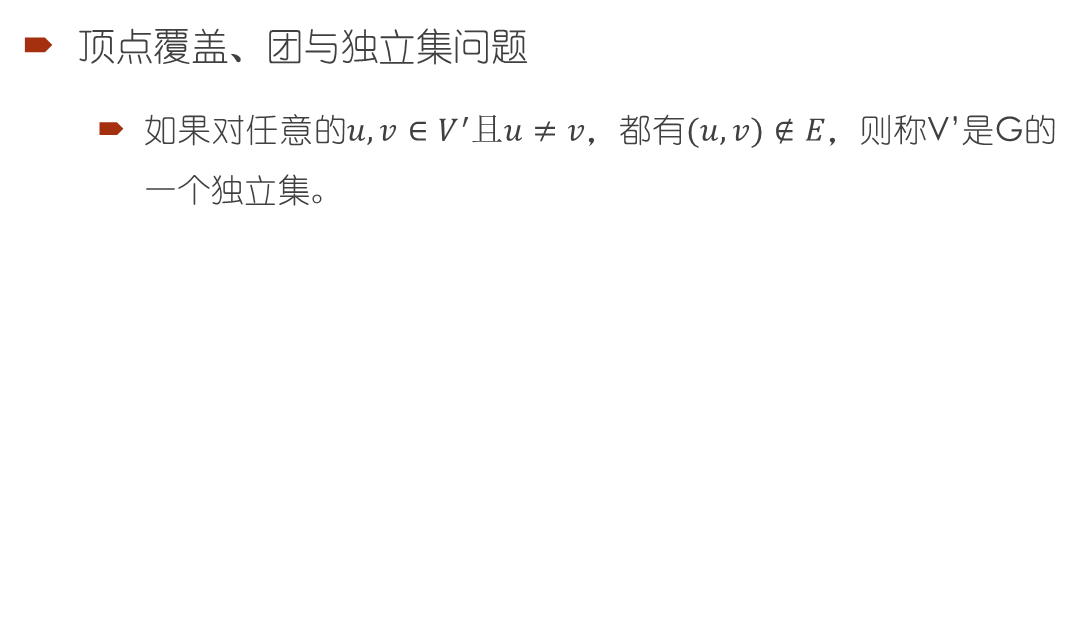 顶点覆盖、团与独立集问题
如果对任意的u, v ∈ V′且u ≠ v，都有(u, v) ∉ E，则称V'是G的
一个独立集。